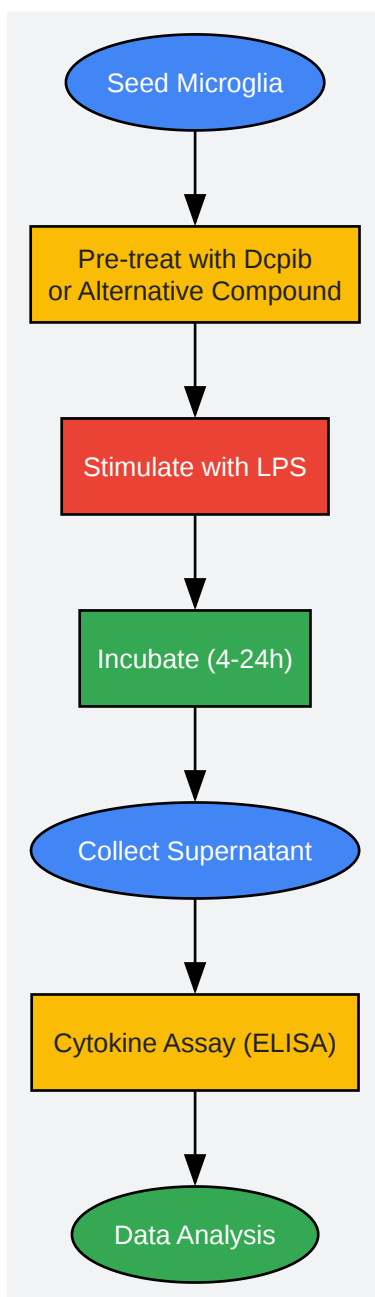 Seed Microglia
Pre-treat with Dcpib
or Alternative Compound
Stimulate with LPS
Incubate (4-24h)
Collect Supernatant
Cytokine Assay (ELISA)
Data Analysis